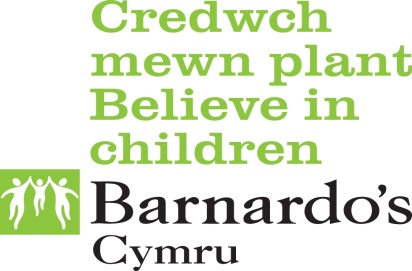 Credwch
mewn plant
Believe in
children
Barnardo's
Cymru